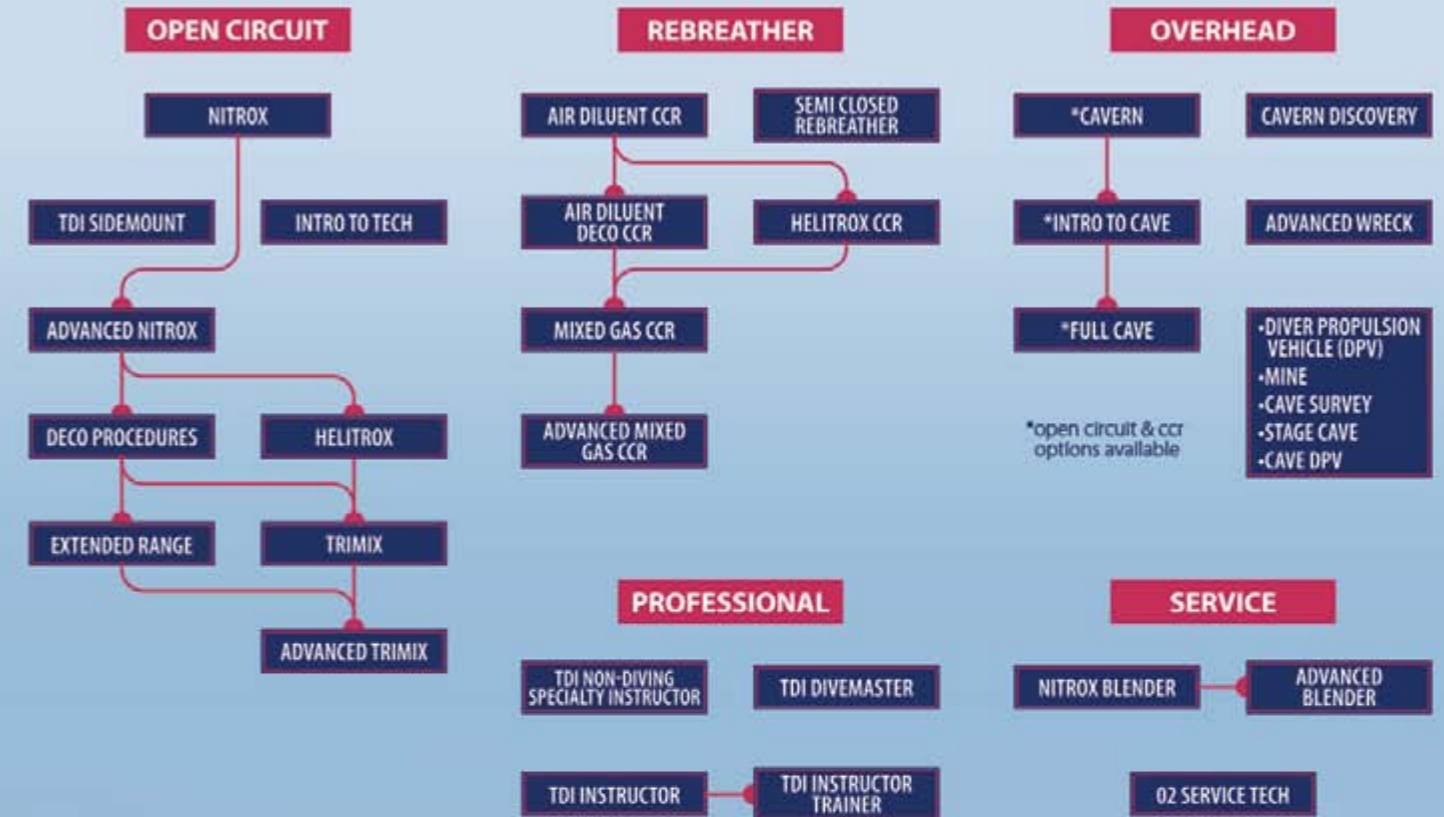 OPEN CIRCUIT
NITROX
TDI SIDEMOUNT
INTRO TO TECH
ADVANCED NITROX
DECO PROCEDURES
HELITROX
EXTENDED RANGE
TRIMIX
ADVANCED TRIMIX
REBREATHER
AIR DILUENT CCR
SEMI CLOSED
REBREATHER
AIR DILUENT
DECO CCR
HELITROX CCR
MIXED GAS CCR
ADVANCED MIXED
GAS CCR
OVERHEAD
*CAVERN
CAVERN DISCOVERY
*INTRO TO CAVE
ADVANCED WRECK
*FULL CAVE
•DIVER PROPULSION
VEHICLE (DPV)
•MINE
•CAVE SURVEY
•STAGE CAVE
•CAVE DPV
*open circuit & ccr
options available
PROFESSIONAL
TDI NON-DIVING
SPECIALTY INSTRUCTOR
TDI DIVEMASTER
TDI INSTRUCTOR
TDI INSTRUCTOR
TRAINER
SERVICE
NITROX BLENDER
ADVANCED
BLENDER
02 SERVICE TECH